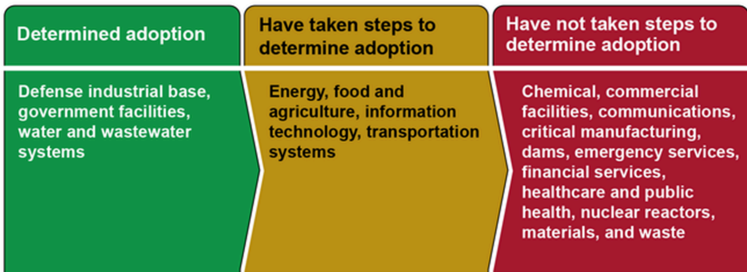 Determined adoption
Have taken steps to
determine adoption
Have not taken steps to
determine adoption
Defense industrial base,
government facilities,
water and wastewater
systems
Energy, food and
agriculture, information
technology, transportation
systems
Chemical, commercial
facilities, communications,
critical manufacturing,
dams, emergency services,
financial services,
healthcare and public
health, nuclear reactors,
materials, and waste